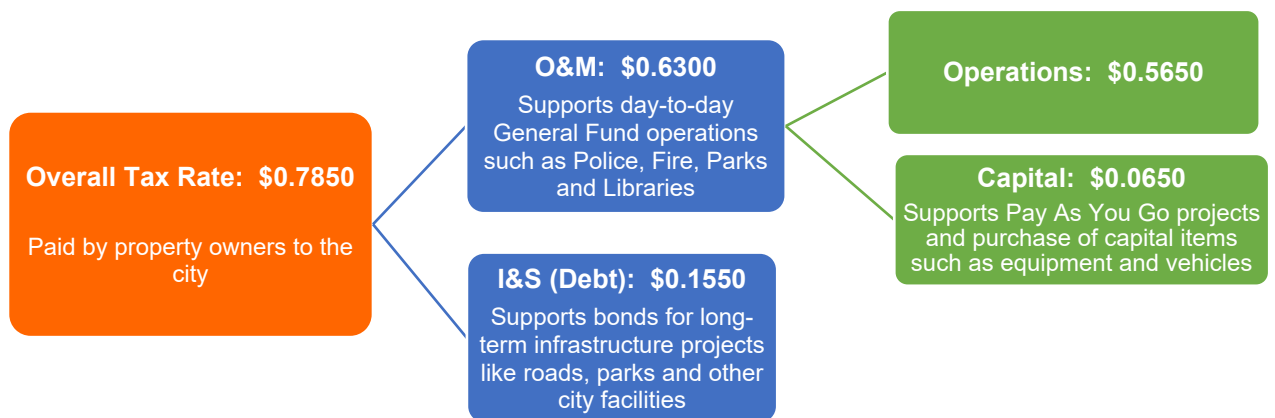 Overall Tax Rate:  $0.7850
Paid by property owners to the
city
O&M:  $0.6300
Supports day-to-day
General Fund operations
such as Police, Fire, Parks
and Libraries
I&S (Debt):  $0.1550
Supports bonds for long-
term infrastructure projects
like roads, parks and other
city facilities
Operations:  $0.5650
Capital:  $0.0650
Supports Pay As You Go projects
and purchase of capital items
such as equipment and vehicles